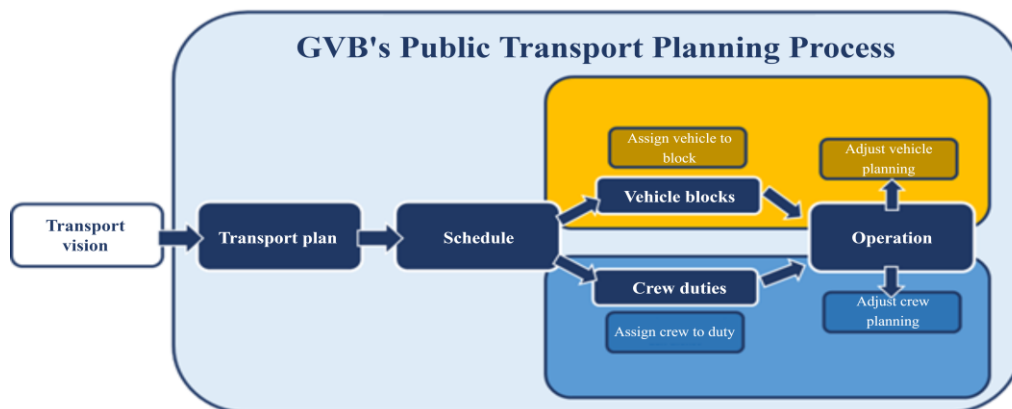 GVB's Public Transport Planning Process
Assign vehicle to
block
Adjust vehicle
planning
Vehicle blocks
Transport
vision
Transport plan
Schedule
Operation
Crew duties
Assign crew to duty
Adjust crew
planning